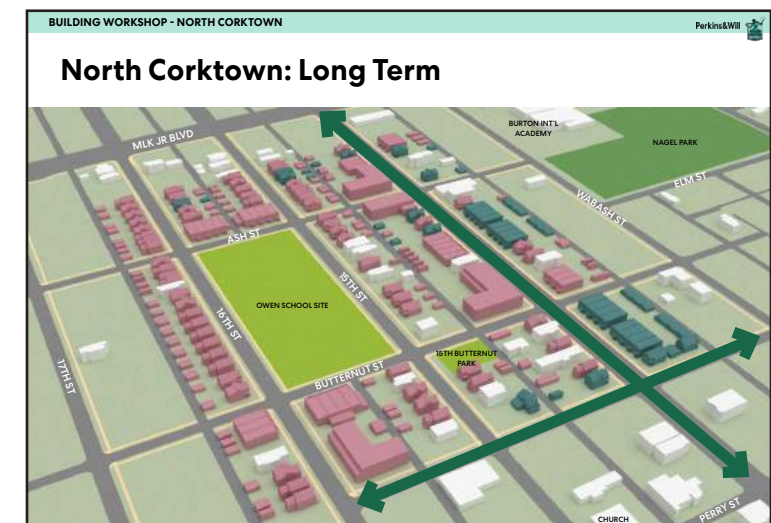 BUILDING WORKSHOP - NORTH CORKTOWN
Perkins&Will
North Corktown: Long Term
MLK JR BLVD
BURTON INT'L
ACADEMY
NAGEL PARK
ELM ST
WABASH ST
ASH ST
15TH ST
OWEN SCHOOL SITE
16TH ST
17TH ST
BUTTERNUT ST
15TH BUTTERNUT
PARK
PERRY ST
CHURCH